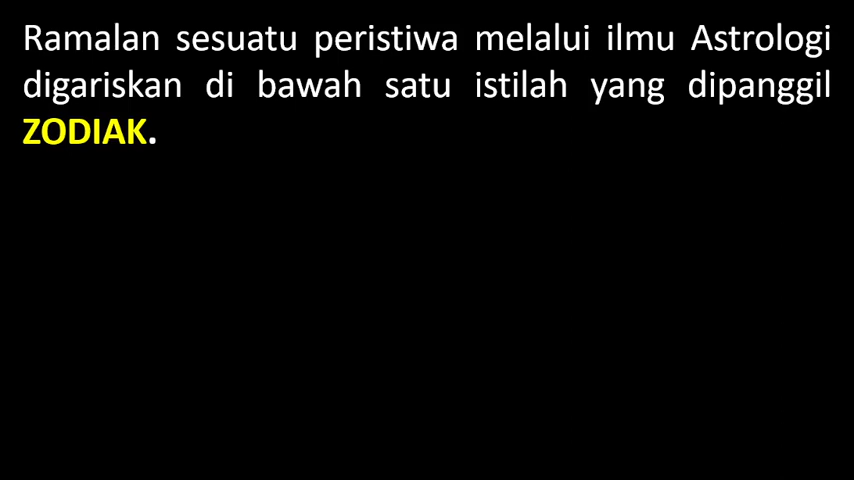 Ramalan sesuatu peristiwa melalui ilmu Astrologi
digariskan di bawah satu istilah yang dipanggil
ZODIAK.